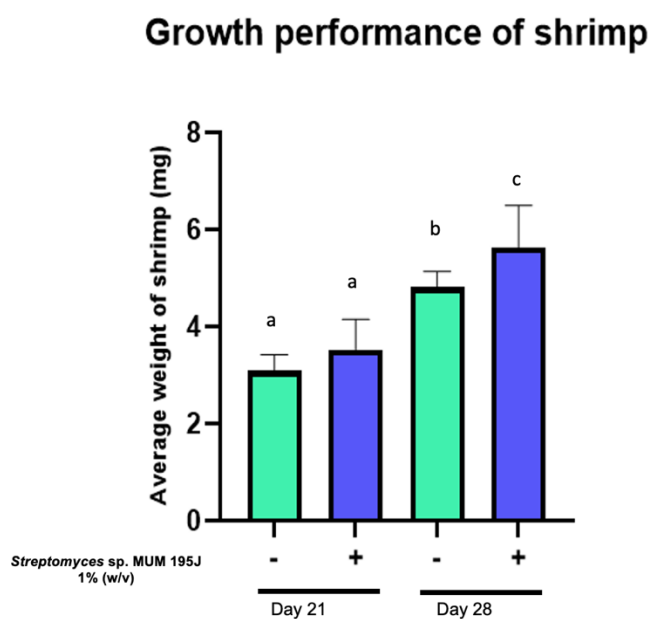 Growth performance of shrimp
Average weight of shrimp (mg)
8
6
4
2
0
a
a
b
c
Streptomyces sp. MUM 195J
1% (w/v)
- + - +
Day 21 Day 28